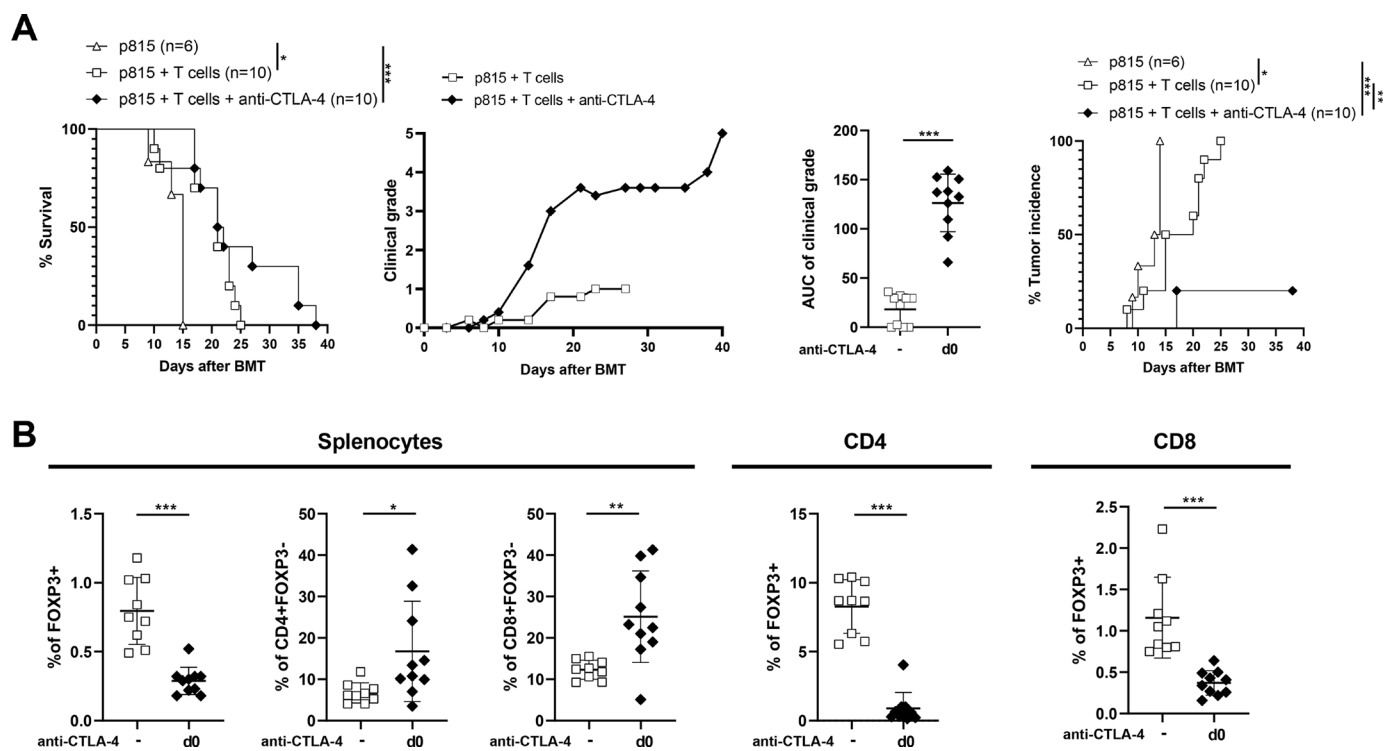 A
p815 (n=6)
p815 + T cells (n=10)
p815 + T cells + anti-CTLA-4 (n=10)
*
***
% Survival
100
50
0
0 5 10 15 20 25 30 35 40
Days after BMT
p815 + T cells
p815 + T cells + anti-CTLA-4
Clinical grade
5
4
3
2
1
0
0 10 20 30 40
Days after BMT
AUC of clinical grade
200
150
100
50
0
***
anti-CTLA-4 - d0
p815 (n=6)
p815 + T cells (n=10)
p815 + T cells + anti-CTLA-4 (n=10)
*
***
**
% Tumor incidence
100
50
0
0 5 10 15 20 25 30 35 40
Days after BMT
B
Splenocytes
CD4
CD8
%of FOXP3+
1.5
1.0
0.5
0.0
***
anti-CTLA-4 - d0
% of CD4+FOXP3-
50
40
30
20
10
0
*
anti-CTLA-4 - d0
% of CD8+FOXP3-
50
40
30
20
10
0
**
anti-CTLA-4 - d0
% of FOXP3+
15
10
5
0
***
anti-CTLA-4 - d0
% of FOXP3+
2.5
2.0
1.5
1.0
0.5
0.0
***
anti-CTLA-4 - d0